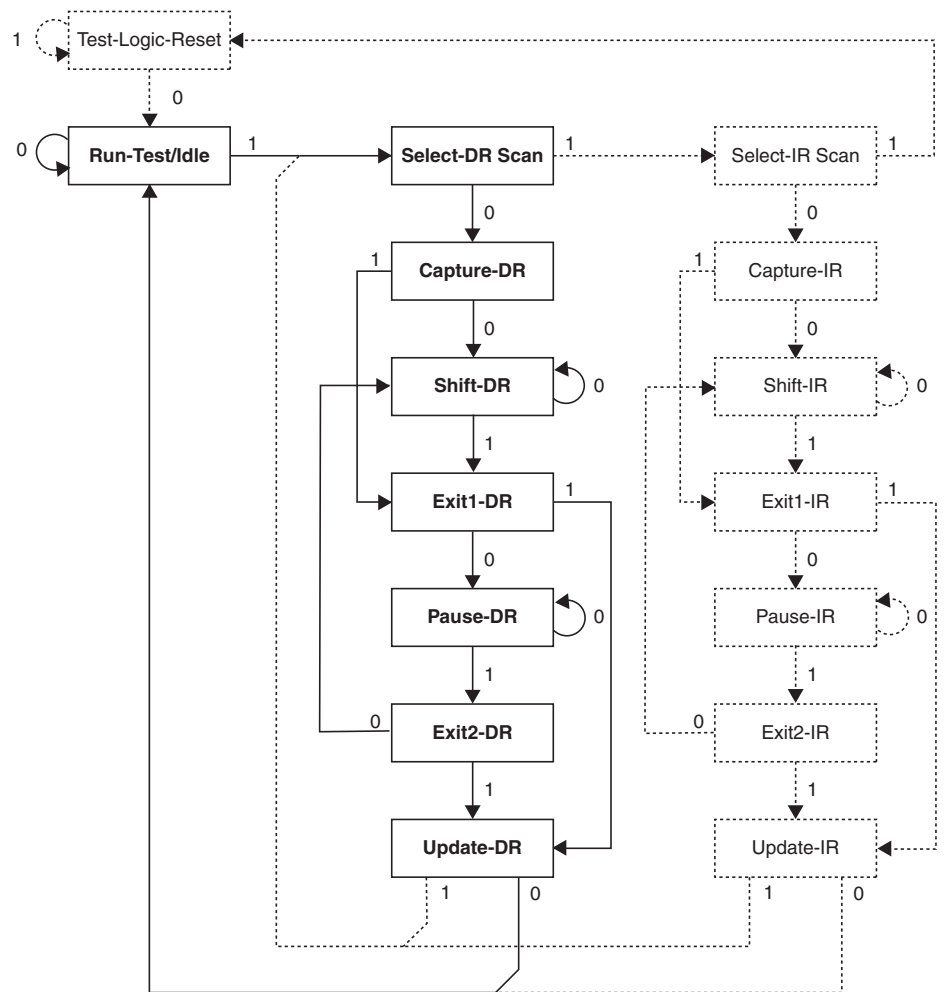 1 Test-Logic-Reset
0
0 Run-Test/Idle 1 Select-DR Scan 1 Select-IR Scan 1
0 0
1 Capture-DR 1 Capture-IR
0 0
Shift-DR 0 Shift-IR 0
1 1
Exit1-DR 1 Exit1-IR 1
0 0
Pause-DR 0 Pause-IR 0
1 1
0 Exit2-DR 0 Exit2-IR
1 1
Update-DR Update-IR
1 0 1 0